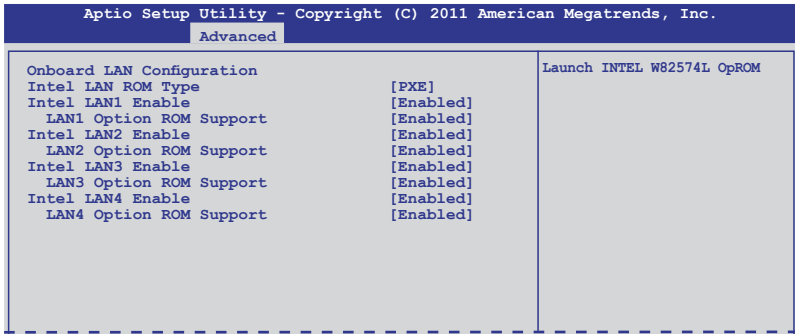 Aptio Setup Utility - Copyright (C) 2011 American Megatrends, Inc.
Advanced
Onboard LAN Configuration
Intel LAN ROM Type [PXE]
Intel LAN1 Enable [Enabled]
LAN1 Option ROM Support [Enabled]
Intel LAN2 Enable [Enabled]
LAN2 Option ROM Support [Enabled]
Intel LAN3 Enable [Enabled]
LAN3 Option ROM Support [Enabled]
Intel LAN4 Enable [Enabled]
LAN4 Option ROM Support [Enabled]
Launch INTEL W82574L OpROM